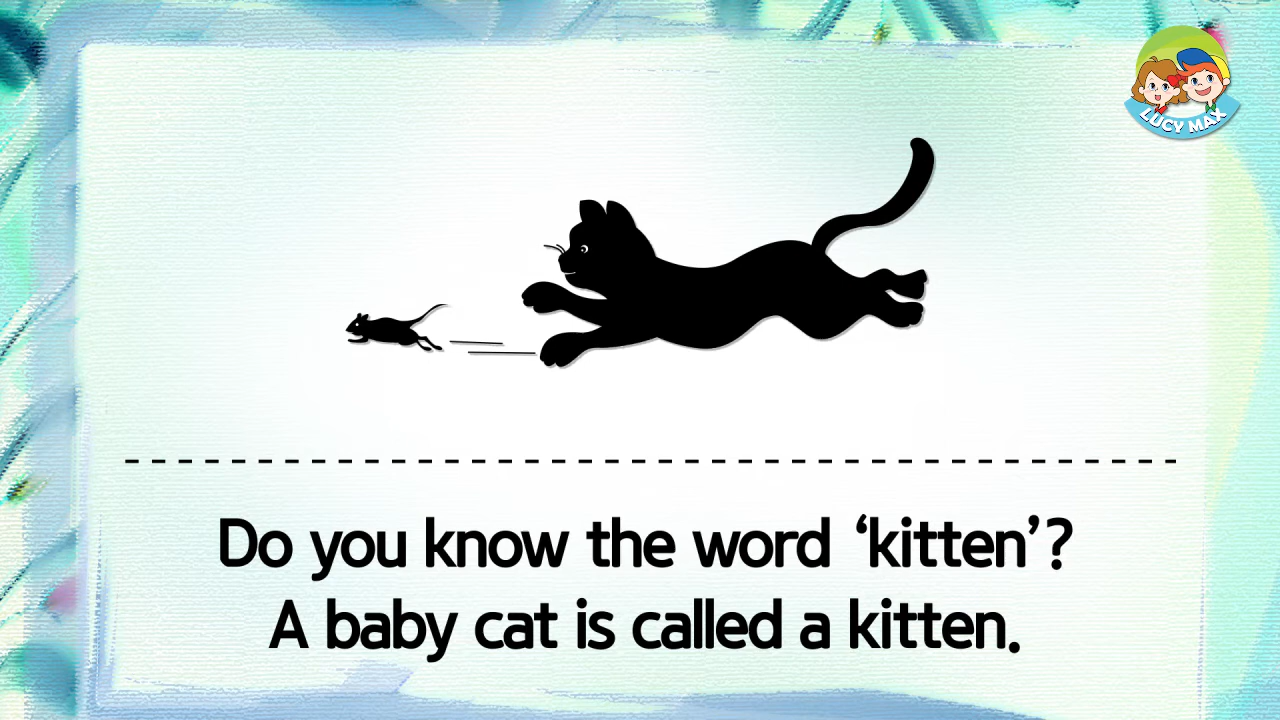 LUCY MAX
Do you know the word ‘kitten’?
A baby cat is called a kitten.